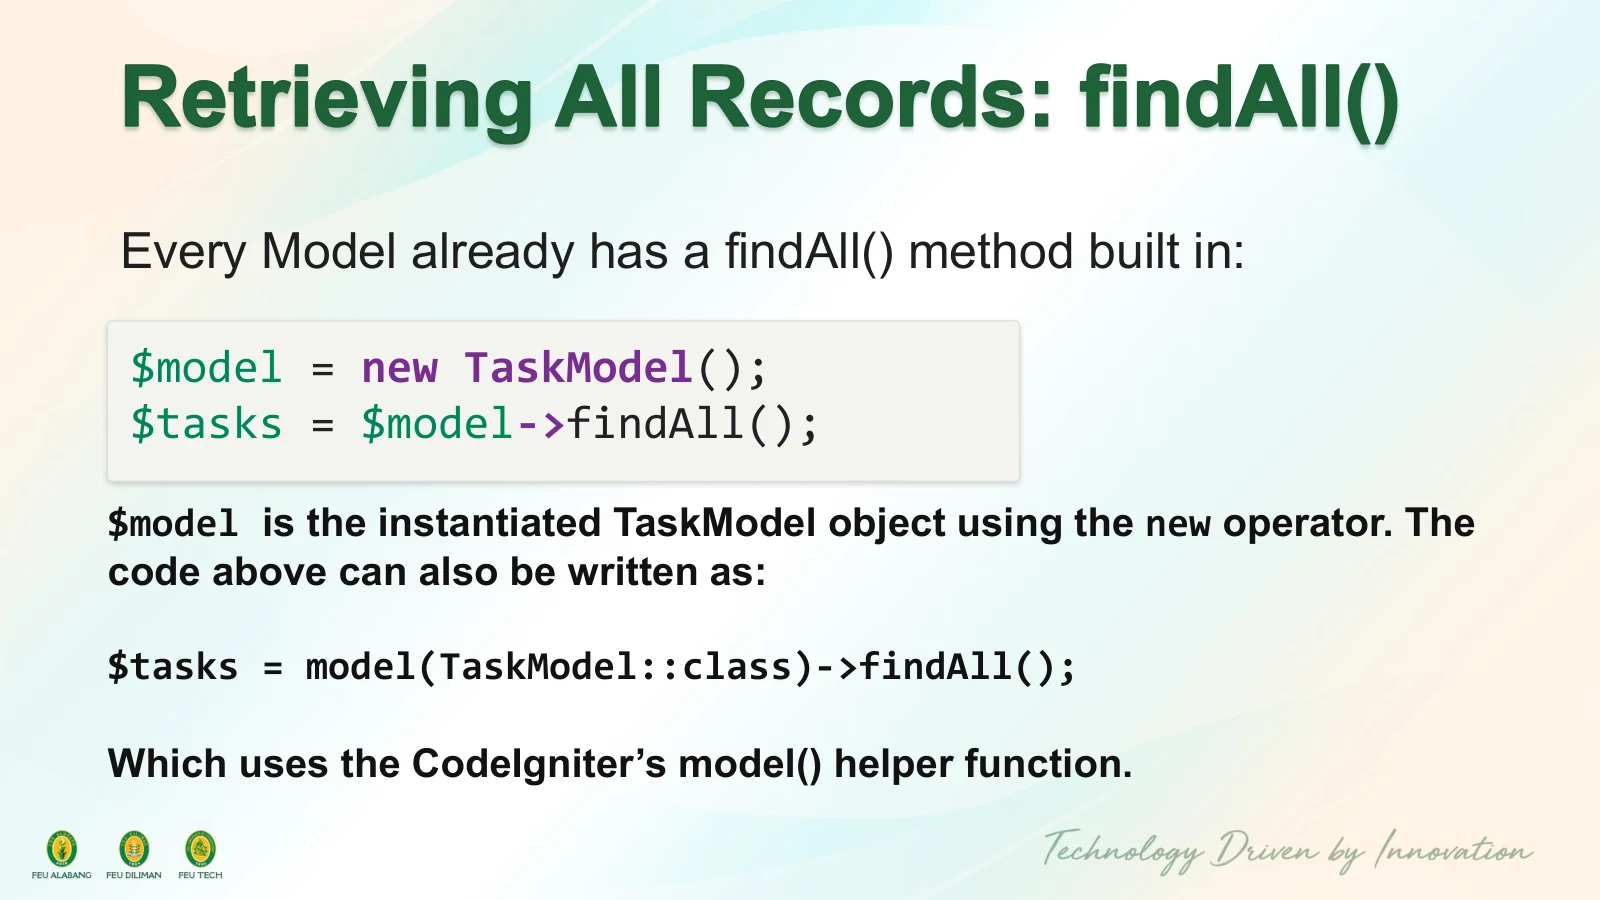 Retrieving All Records: findAll()
Every Model already has a findAll() method built in:
$model = new TaskModel();
$tasks = $model->findAll();
$model is the instantiated TaskModel object using the new operator. The
code above can also be written as:
$tasks = model(TaskModel::class)->findAll();
Which uses the CodeIgniter’s model() helper function.
FEU ALABANG FEU DILIMAN FEU TECH
Technology Driven by Innovation